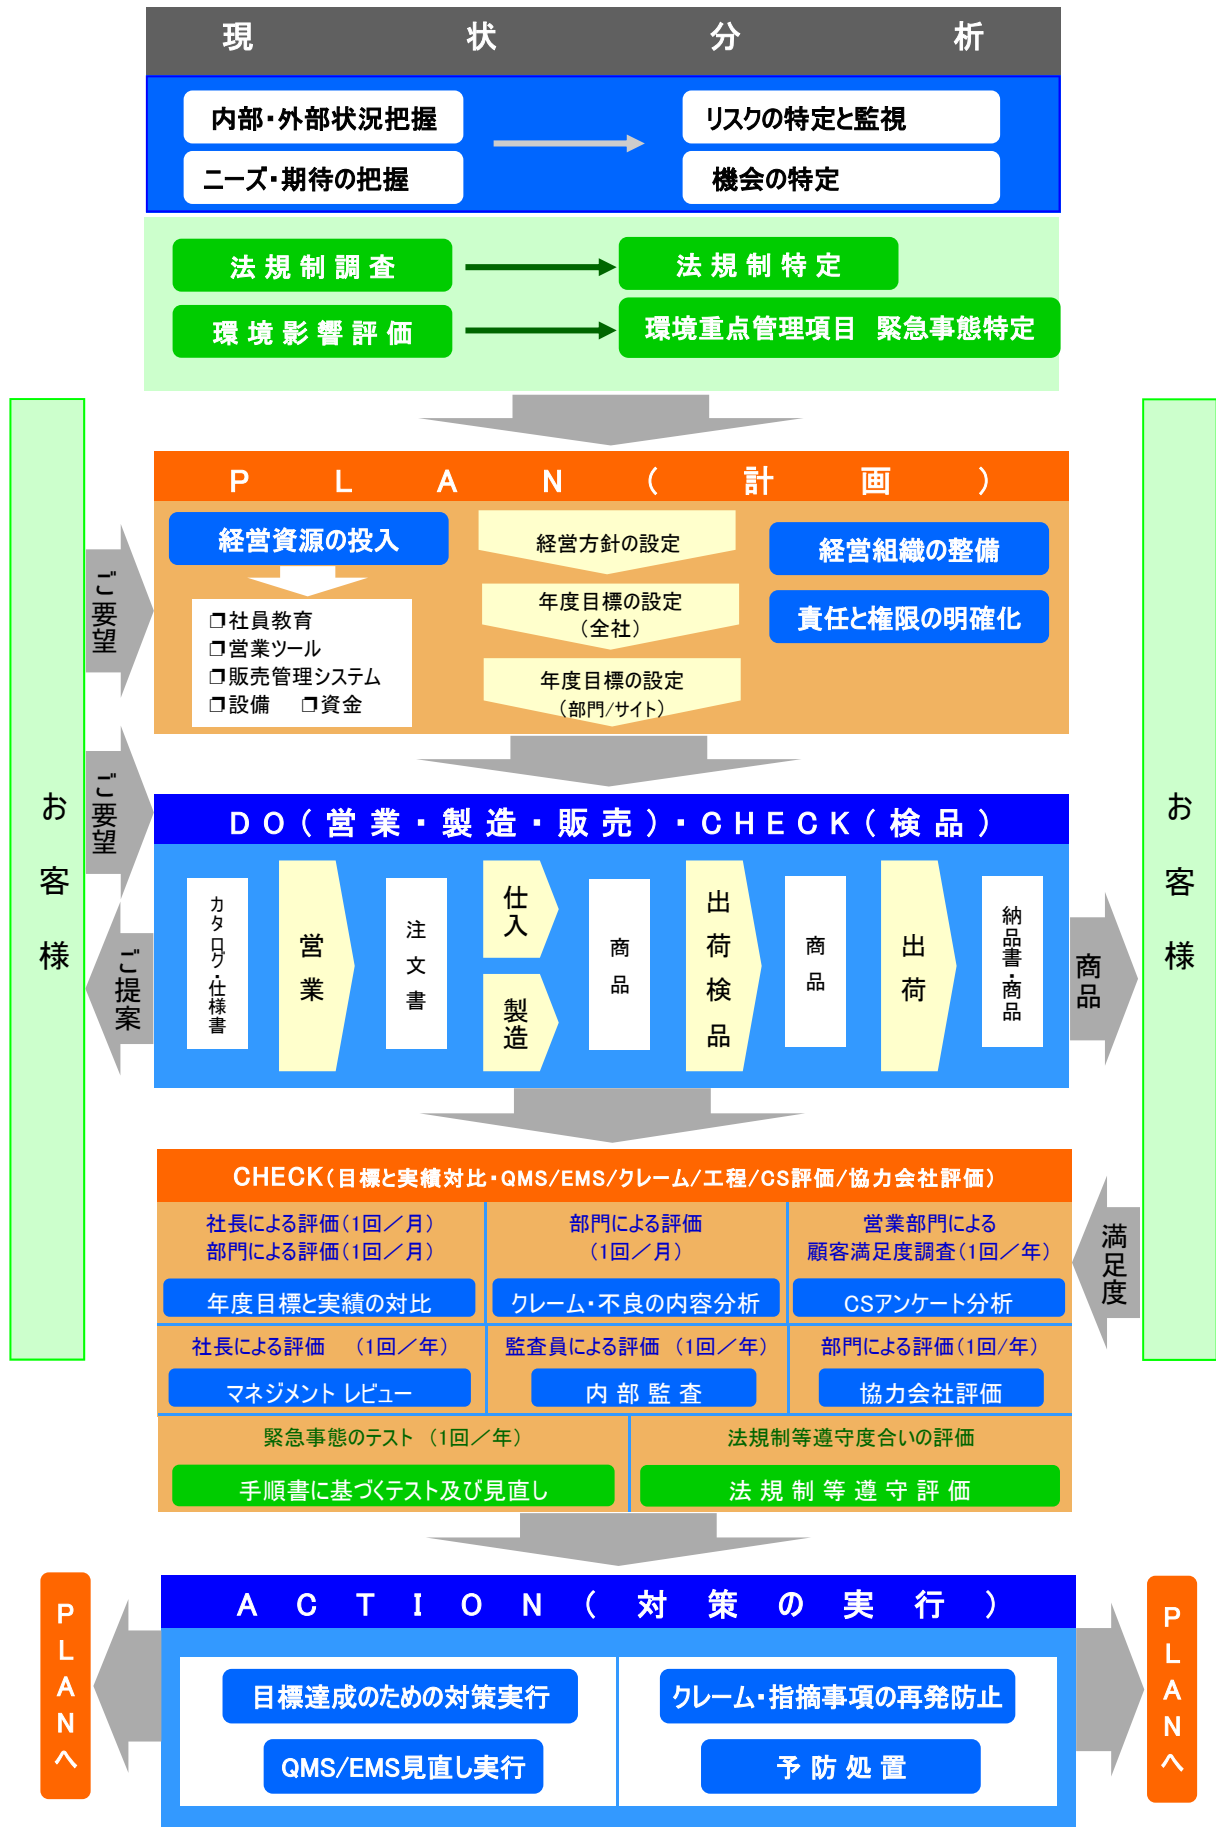 現状分析
内部・外部状況把握
リスクの特定と監視
ニーズ・期待の把握
機会の特定
法規制調査
法規制特定
環境影響評価
環境重点管理項目　緊急事態特定
お客様
お客様
PLAN(計画)
ご要望
経営資源の投入
❐社員教育
❐営業ツール
❐販売管理システム
❐設備　❐資金
経営方針の設定
年度目標の設定
（全社）
年度目標の設定
（部門/サイト）
経営組織の整備
責任と権限の明確化
ご要望
ご提案
DO(営業・製造・販売)・CHECK(検品)
カタログ・仕様書
営業
注文書
仕入
製造
商品
出荷検品
商品
出荷
納品書・商品
商品
CHECK(目標と実績対比・QMS/EMS/クレーム/工程/CS評価/協力会社評価)
社長による評価(1回／月)
部門による評価(1回／月)
年度目標と実績の対比
部門による評価
(1回／月)
クレーム・不良の内容分析
営業部門による
顧客満足度調査(1回／年)
CSアンケート分析
満足度
社長による評価　(1回／年)
マネジメント レビュー
監査員による評価 (1回／年)
内部監査
部門による評価(1回/年)
協力会社評価
緊急事態のテスト (1回／年)
手順書に基づくテスト及び見直し
法規制等遵守度合いの評価
法規制等遵守評価
ACTION(対策の実行)
PLANへ
目標達成のための対策実行
クレーム・指摘事項の再発防止
QMS/EMS見直し実行
予防処置
PLANへ